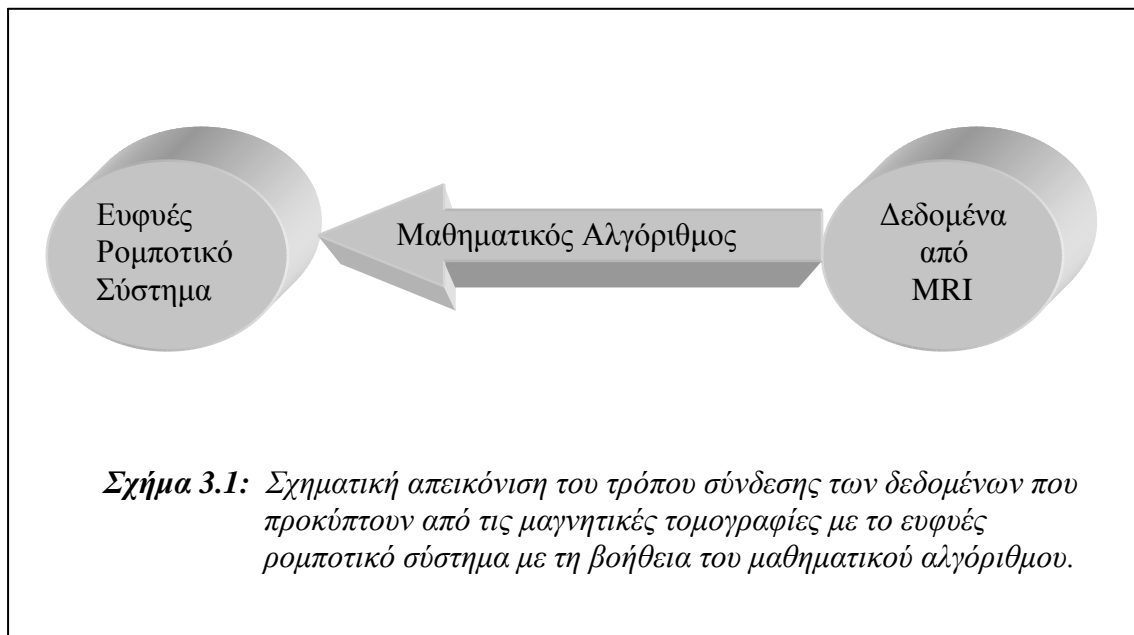 Ευφυές
Ρομποτικό
Σύστημα
Μαθηματικός Αλγόριθμος
Δεδομένα
από
MRI
Σχήμα 3.1: Σχηματική απεικόνιση του τρόπου σύνδεσης των δεδομένων που
προκύπτουν από τις μαγνητικές τομογραφίες με το ευφυές
ρομποτικό σύστημα με τη βοήθεια του μαθηματικού αλγόριθμου.